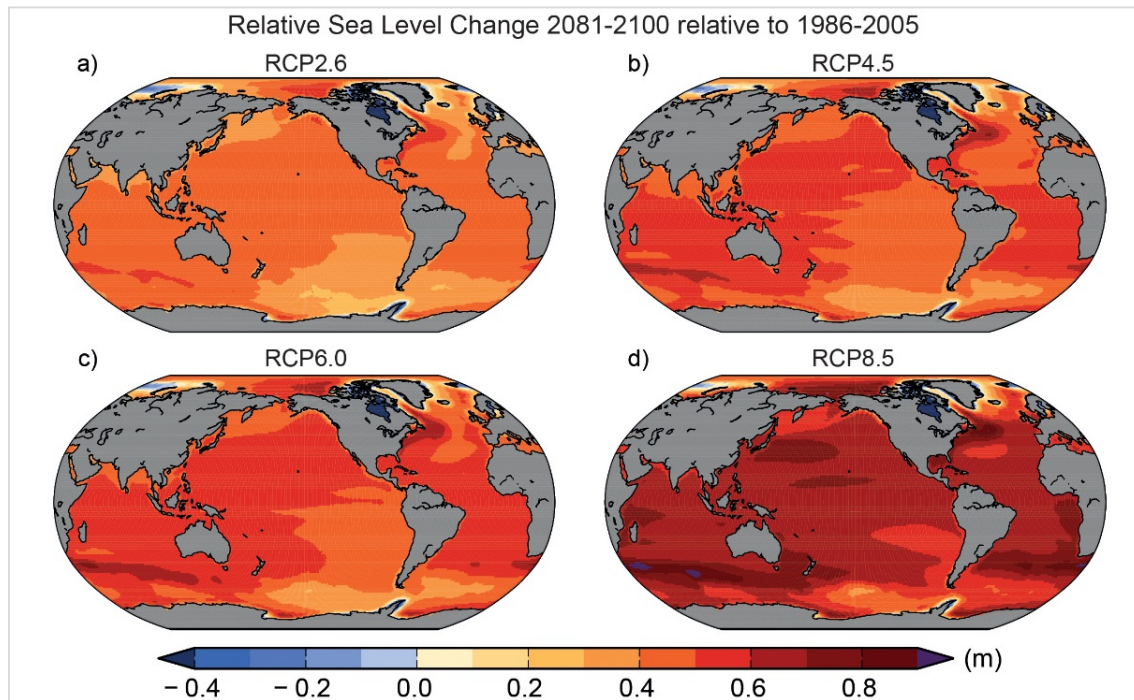 Relative Sea Level Change 2081-2100 relative to 1986-2005
a) RCP2.6
b) RCP4.5
c) RCP6.0
d) RCP8.5
−0.4 −0.2 0.0 0.2 0.4 0.6 0.8 (m)